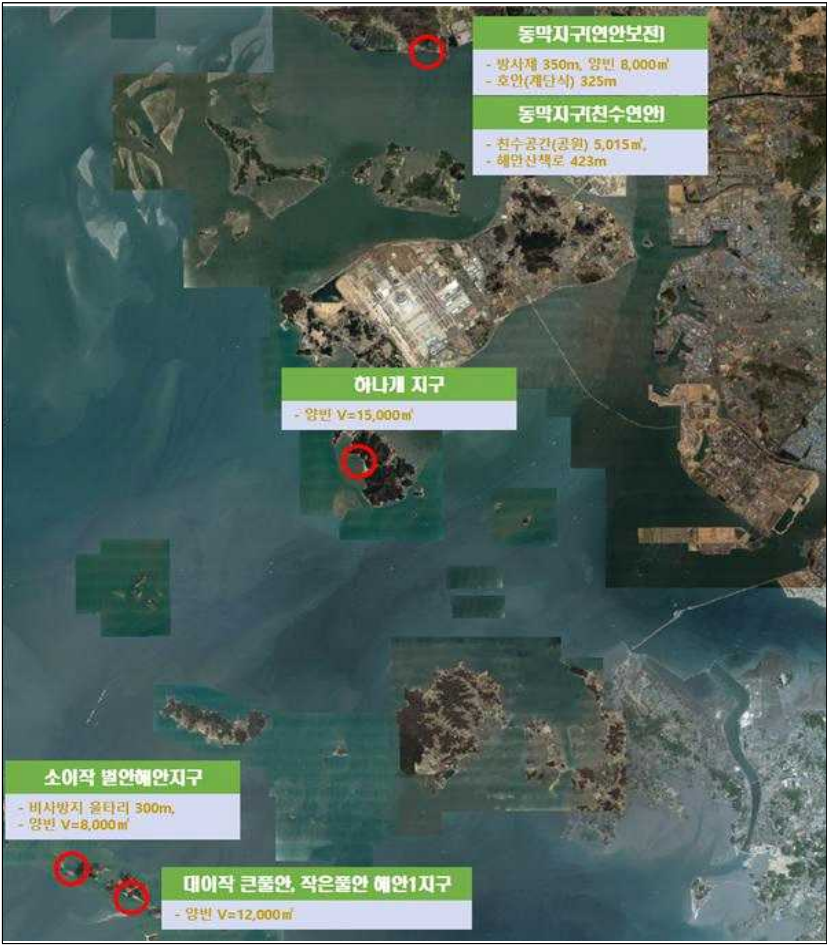 동막지구(연안보전)
- 방사제 350m, 양빈 8,000㎥
- 호안(계단식) 325m
동막지구(친수연안)
- 친수공간(공원) 5,015㎡,
- 해안산책로 423m
하나개 지구
- 양빈 V=15,000㎥
소이작 벌안해안지구
- 비사방지 울타리 300m,
- 양빈 V=8,000㎥
대이작 큰풀안, 작은풀안 해안1지구
- 양빈 V=12,000㎥